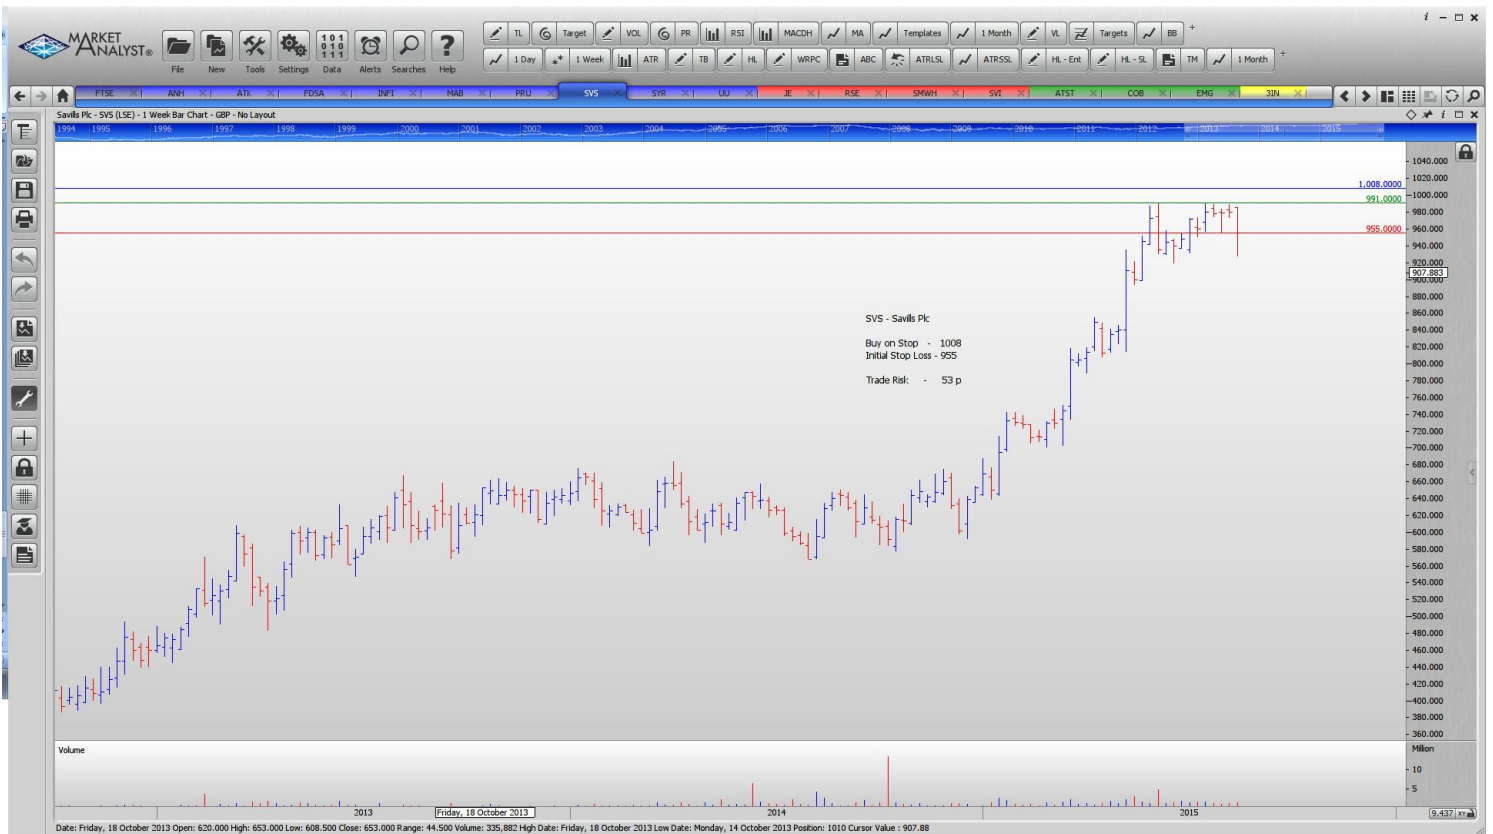 MARKET
ANALYST®
File New Tools Settings Data Alerts Searches Help
TL Target VOL PR RSI MACDH MA Templates 1 Month VL Targets BB
1 Day 1 Week ATR TB HL WRPC ABC ATRLSL ATRSSL HL - Ent HL - SL TM 1 Month
FTSE ANH ATK FDSA INFI MAB PRU SVS SYR UU JE RSE SMWH SVI ATST COB EMG 3IN
Savills Plc - SVS (LSE) - 1 Week Bar Chart - GBP - No Layout
1994 1995 1996 1997 1998 1999 2000 2001 2002 2003 2004 2005 2006 2007 2008 2009 2010 2011 2012 2013 2014 2015
1040.000
1020.000
1,008.0000
1000.000
991.0000
980.000
955.0000
960.000
940.000
920.000
907.883
900.000
880.000
860.000
SVS - Savills Plc
840.000
Buy on Stop - 1008
820.000
Initial Stop Loss - 955
800.000
Trade Risk - 53 p
780.000
760.000
740.000
720.000
700.000
680.000
660.000
640.000
620.000
600.000
580.000
560.000
540.000
520.000
500.000
480.000
460.000
440.000
420.000
400.000
380.000
360.000
Volume
Million
10
5
2013 Friday, 18 October 2013 2014 2015
9.437 XY
Date: Friday, 18 October 2013 Open: 620.000 High: 653.000 Low: 608.500 Close: 653.000 Range: 44.500 Volume: 335,882 High Date: Friday, 18 October 2013 Low Date: Monday, 14 October 2013 Position: 1010 Cursor Value : 907.88